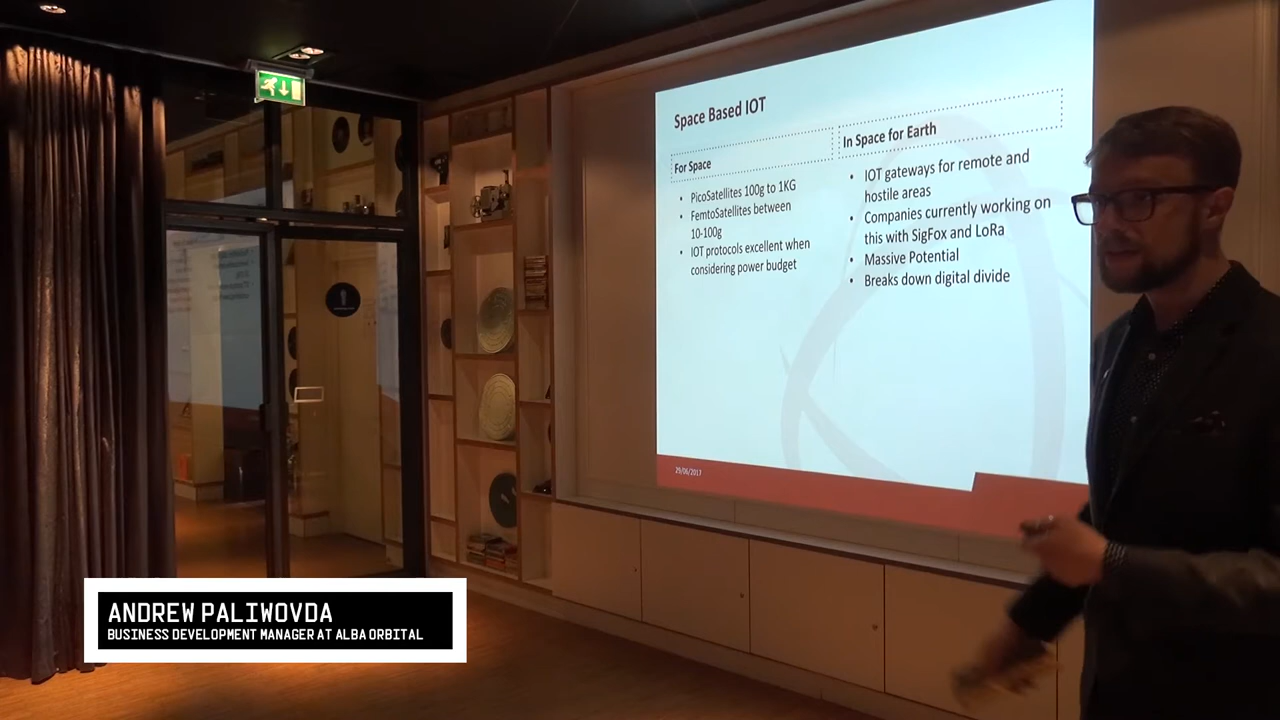 Space Based IOT
For Space
• PicoSatellites 100g to 1KG
• FemtoSatellites between
10-100g
• IOT protocols excellent when
considering power budget
In Space for Earth
• IOT gateways for remote and
hostile areas
• Companies currently working on
this with SigFox and LoRa
• Massive Potential
• Breaks down digital divide
29/06/2017
ANDREW PALIWOVDA
BUSINESS DEVELOPMENT MANAGER AT ALBA ORBITAL